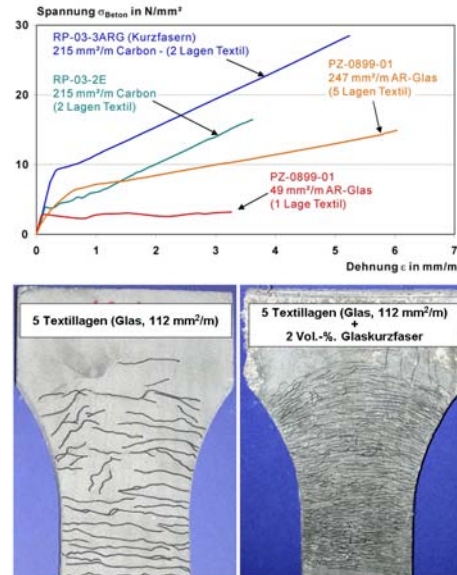 Spannung σBeton in N/mm²
30
RP-03-3ARG (Kurzfasern)
215 mm²/m Carbon - (2 Lagen Textil)
PZ-0899-01
247 mm²/m AR-Glas
(5 Lagen Textil)
20
RP-03-2E
215 mm²/m Carbon
(2 Lagen Textil)
10
PZ-0899-01
49 mm²/m AR-Glas
(1 Lage Textil)
0
0 1 2 3 4 5 6 7
Dehnung ε in mm/m
5 Textillagen (Glas, 112 mm²/m)
5 Textillagen (Glas, 112 mm²/m)
+
2 Vol.-%. Glaskurzfaser